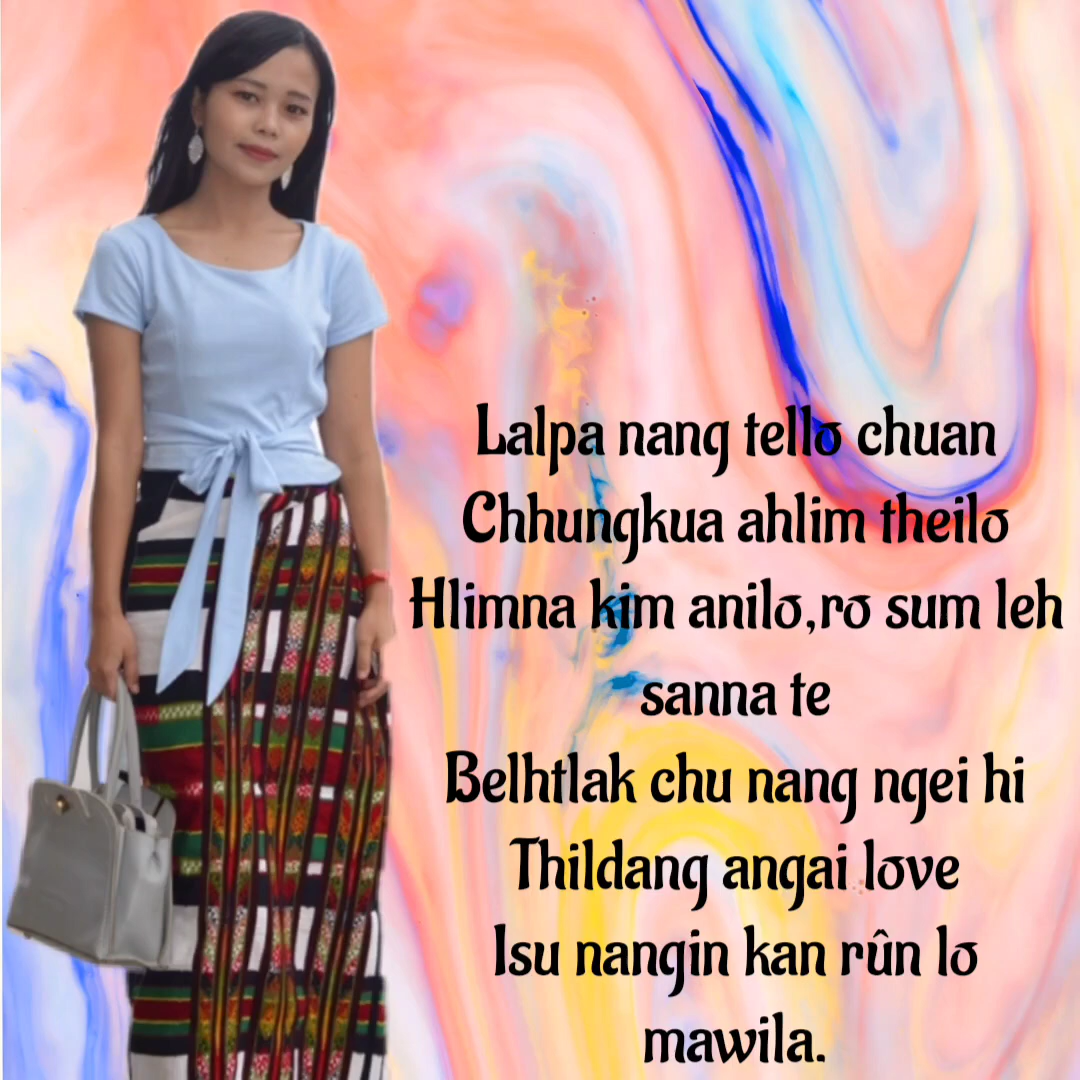 Lalpa nang tello chuan
Chhungkua ahlim theilo
Hlimna kim anilo,ro sum leh
sanna te
Belhtlak chu nang ngei hi
Thildang angai love
Isu nangin kan rûn lo
mawila.